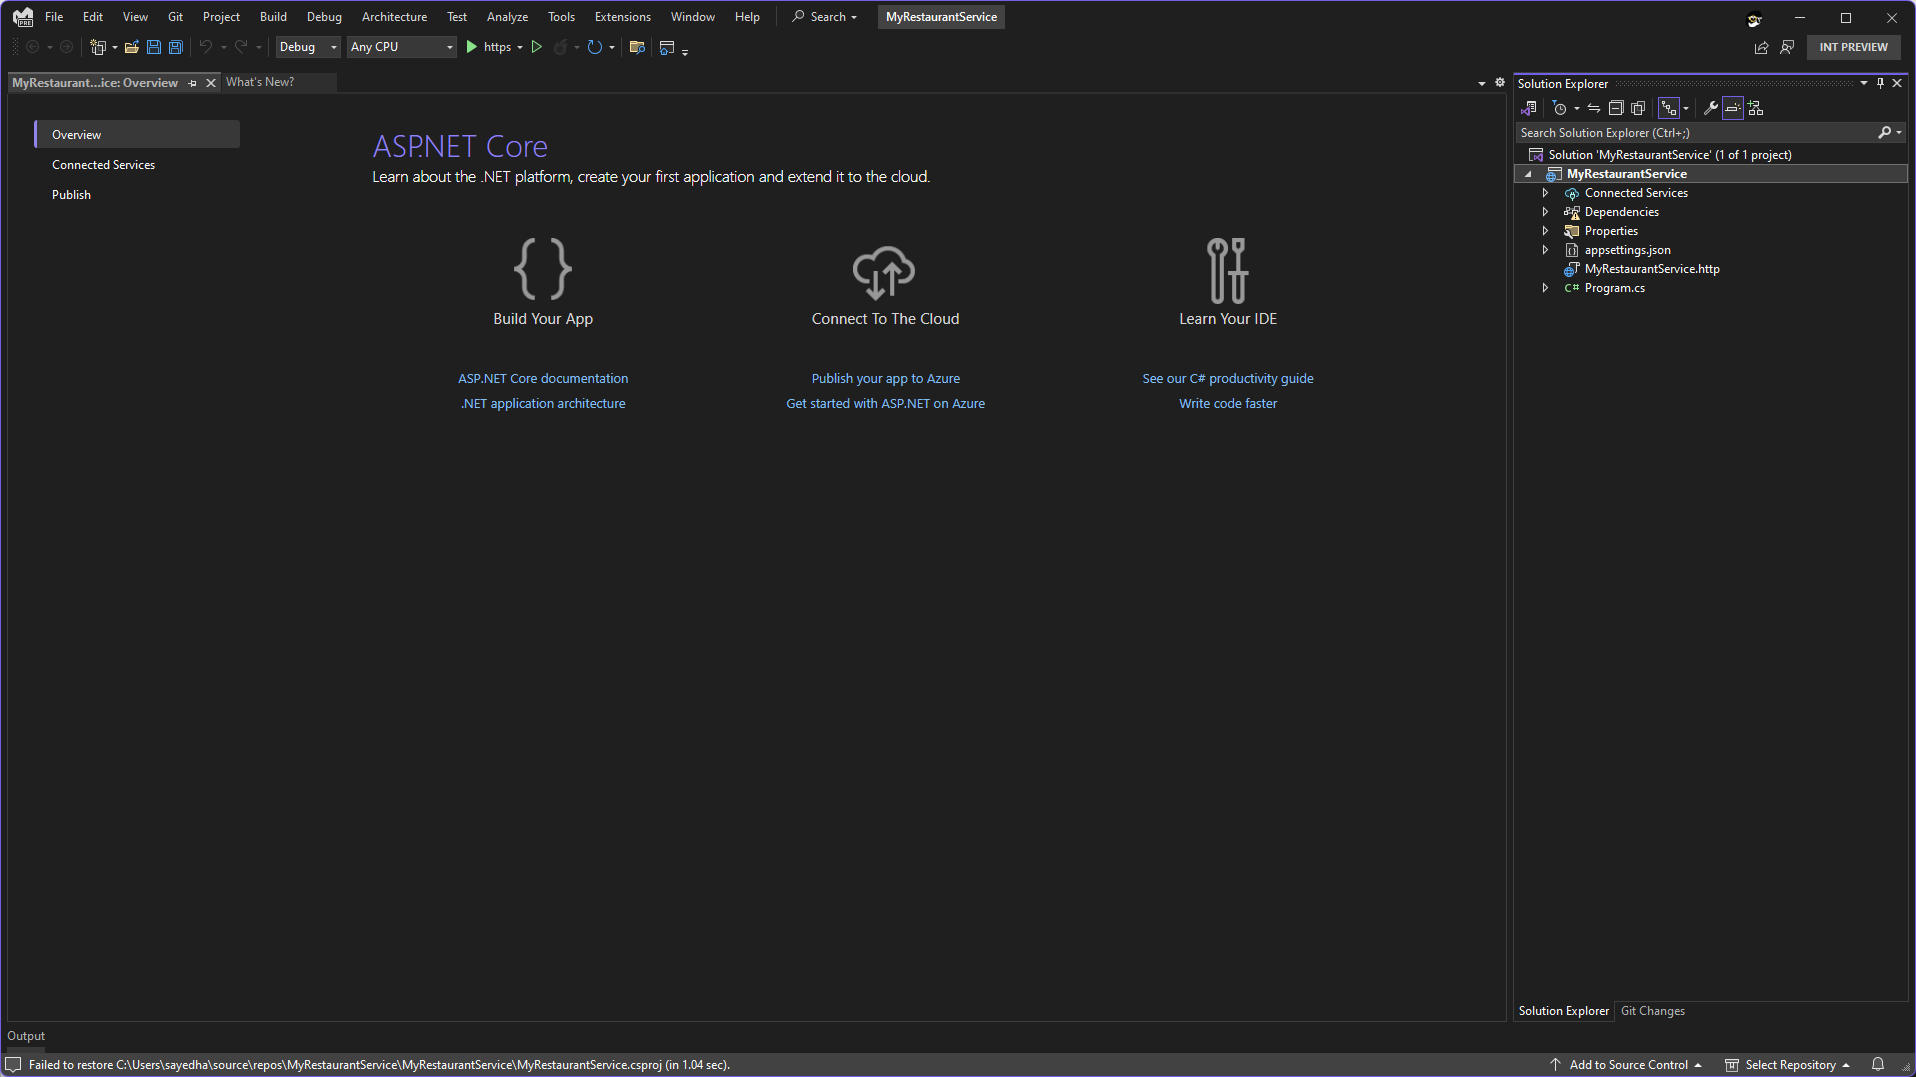 File Edit View Git Project Build Debug Architecture Test Analyze Tools Extensions Window Help Search MyRestaurantService
Debug Any CPU https INT PREVIEW
MyRestaurant...ice: Overview What's New?
Overview
Connected Services
Publish
ASP.NET Core
Learn about the .NET platform, create your first application and extend it to the cloud.
Build Your App
ASP.NET Core documentation
.NET application architecture
Connect To The Cloud
Publish your app to Azure
Get started with ASP.NET on Azure
Learn Your IDE
See our C# productivity guide
Write code faster
Solution Explorer
Search Solution Explorer (Ctrl+;)
Solution 'MyRestaurantService' (1 of 1 project)
MyRestaurantService
Connected Services
Dependencies
Properties
appsettings.json
MyRestaurantService.http
C# Program.cs
Solution Explorer Git Changes
Output
Failed to restore C:\Users\sayedha\source\repos\MyRestaurantService\MyRestaurantService\MyRestaurantService.csproj (in 1.04 sec).
Add to Source Control Select Repository